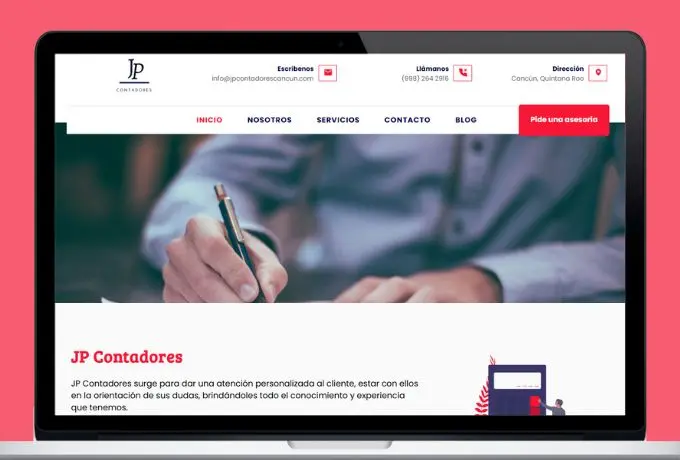 JP
CONTADORES
Escríbenos
info@jpcontadorescancun.com
Llámanos
(998) 264 2916
Dirección
Cancún, Quintana Roo
INICIO
NOSOTROS
SERVICIOS
CONTACTO
BLOG
Pide una asesoría
JP Contadores
JP Contadores surge para dar una atención personalizada al cliente, estar con ellos
en la orientación de sus dudas, brindándoles todo el conocimiento y experiencia
que tenemos.